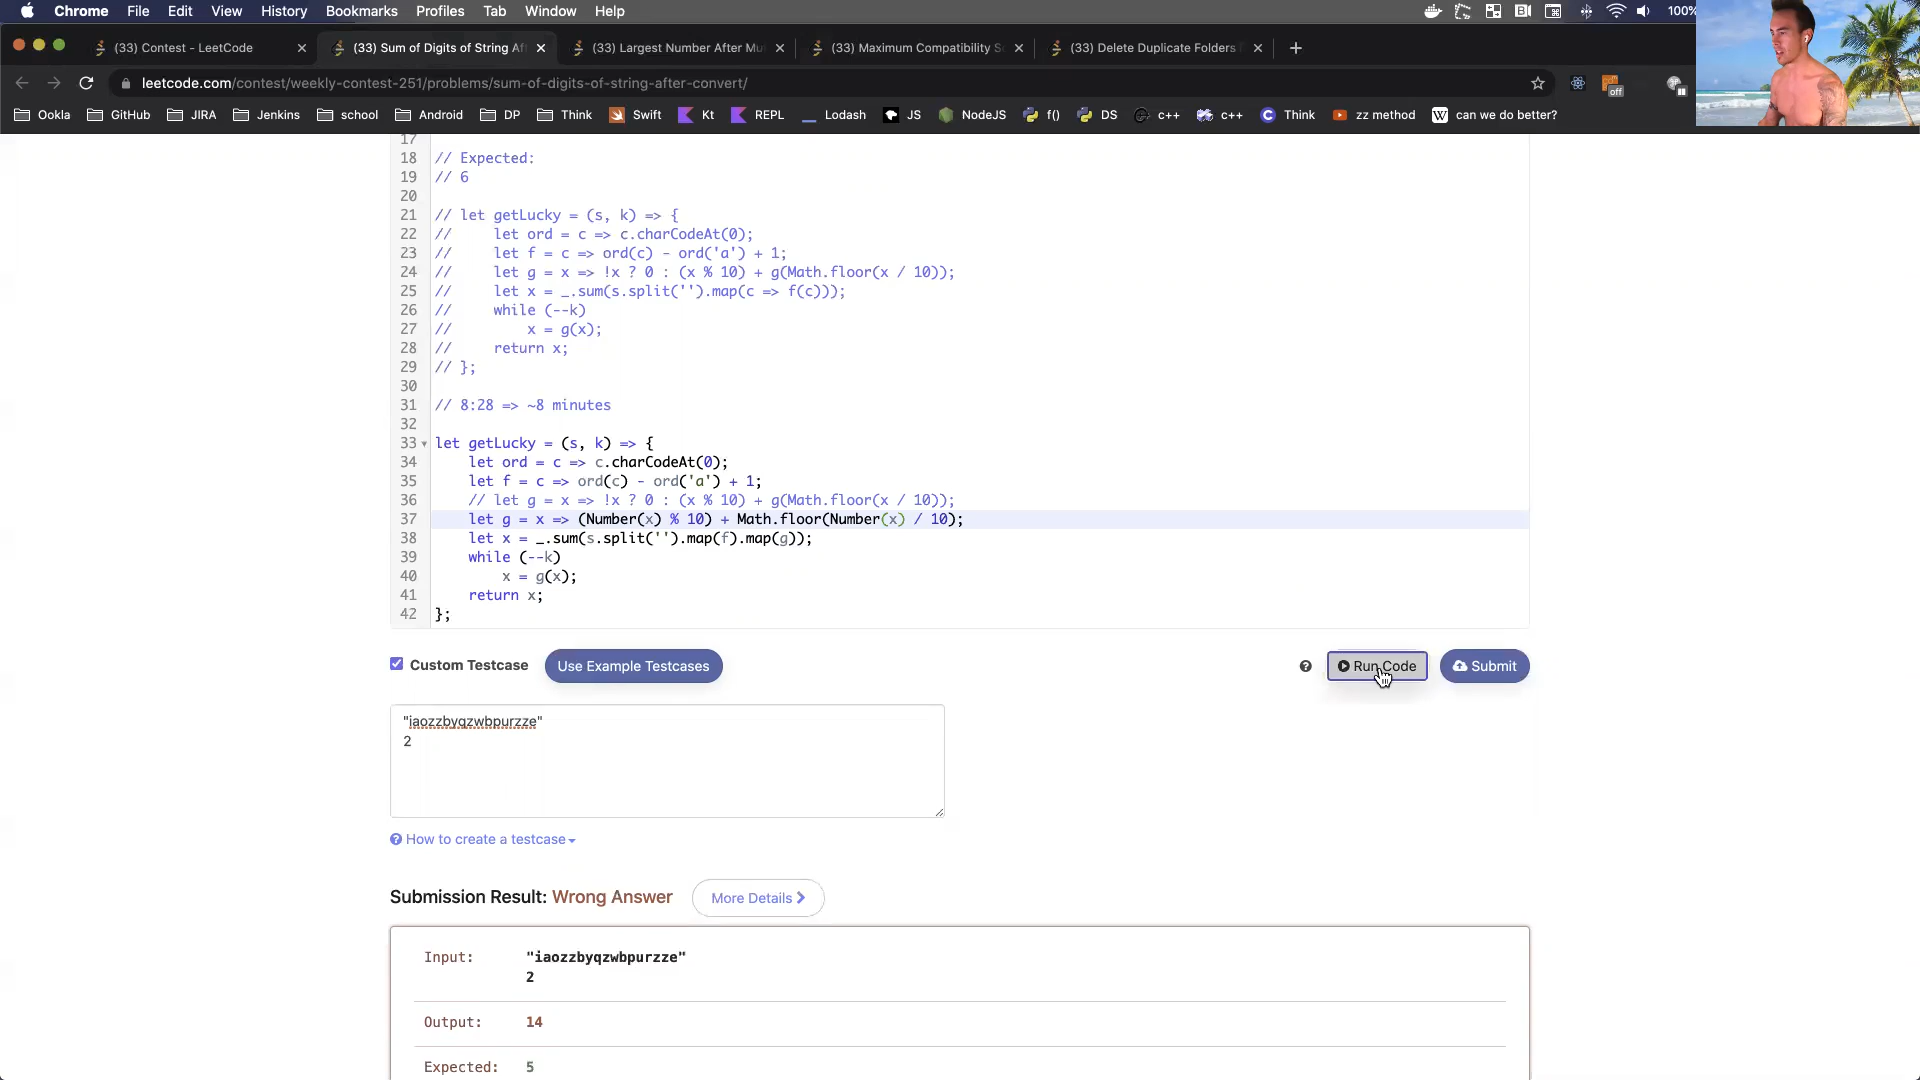 Chrome File Edit View History Bookmarks Profiles Tab Window Help 100%
(33) Contest - LeetCode (33) Sum of Digits of String Af (33) Largest Number After Mu (33) Maximum Compatibility S (33) Delete Duplicate Folders
leetcode.com/contest/weekly-contest-251/problems/sum-of-digits-of-string-after-convert/ off
Ookla GitHub JIRA Jenkins school Android DP Think Swift Kt REPL Lodash JS NodeJS f() DS c++ c++ Think zz method can we do better?
17
18 // Expected:
19 // 6
20
21 // let getLucky = (s, k) => {
22 //     let ord = c => c.charCodeAt(0);
23 //     let f = c => ord(c) - ord('a') + 1;
24 //     let g = x => !x ? 0 : (x % 10) + g(Math.floor(x / 10));
25 //     let x = _.sum(s.split('').map(c => f(c)));
26 //     while (--k)
27 //         x = g(x);
28 //     return x;
29 // };
30
31 // 8:28 => ~8 minutes
32
33 let getLucky = (s, k) => {
34     let ord = c => c.charCodeAt(0);
35     let f = c => ord(c) - ord('a') + 1;
36     // let g = x => !x ? 0 : (x % 10) + g(Math.floor(x / 10));
37     let g = x => (Number(x) % 10) + Math.floor(Number(x) / 10);
38     let x = _.sum(s.split('').map(f).map(g));
39     while (--k)
40         x = g(x);
41     return x;
42 };
Custom Testcase Use Example Testcases Run Code Submit
"iaozzbyqzwbpurzze"
2
How to create a testcase
Submission Result: Wrong Answer More Details
Input: "iaozzbyqzwbpurzze"
2
Output: 14
Expected: 5